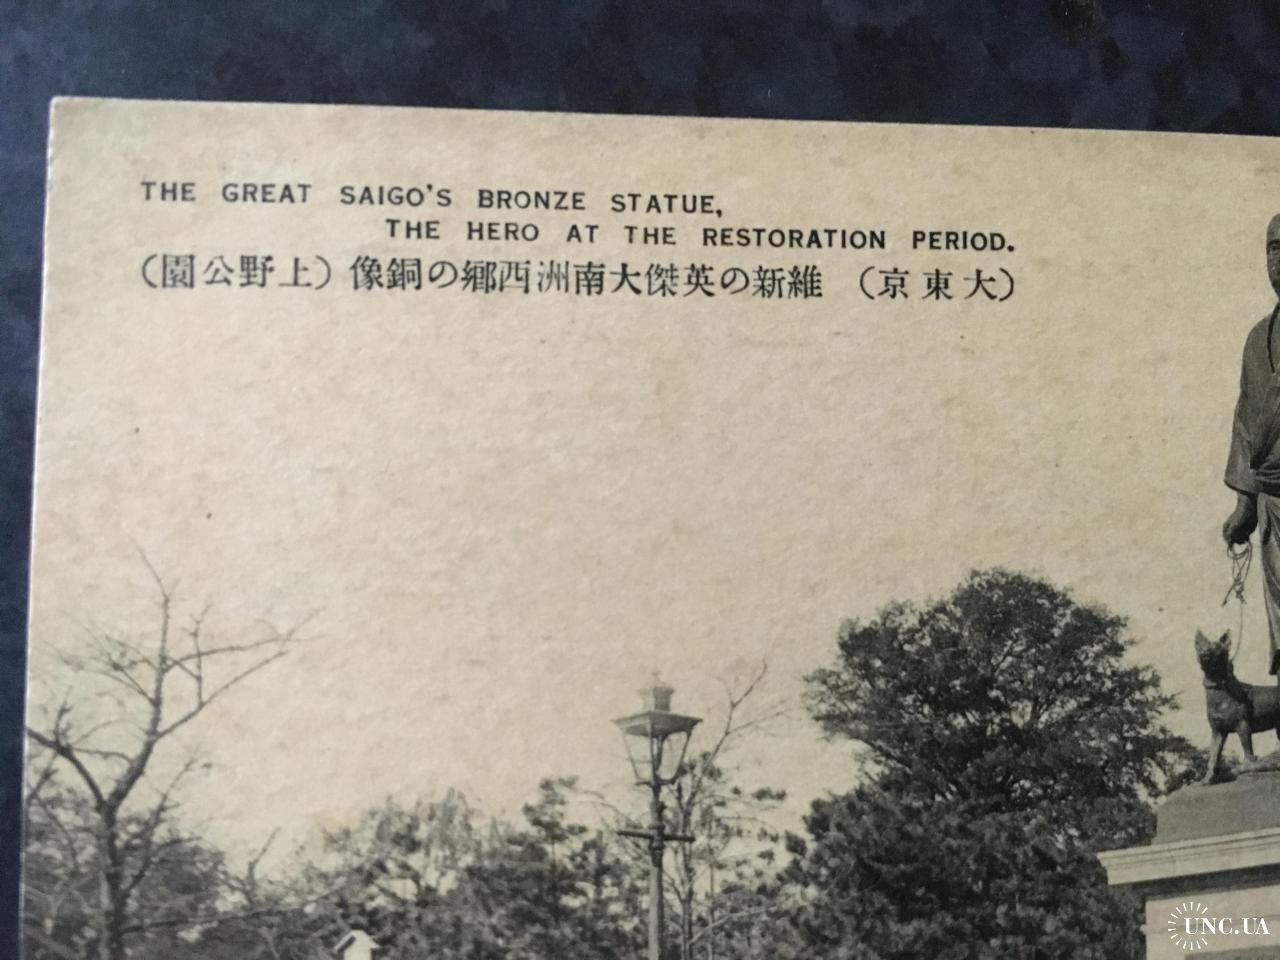 THE GREAT SAIGO'S BRONZE STATUE,
THE HERO AT THE RESTORATION PERIOD.
（大東京） 維新の英傑大南洲西郷の銅像（上野公園）
UNC.UA